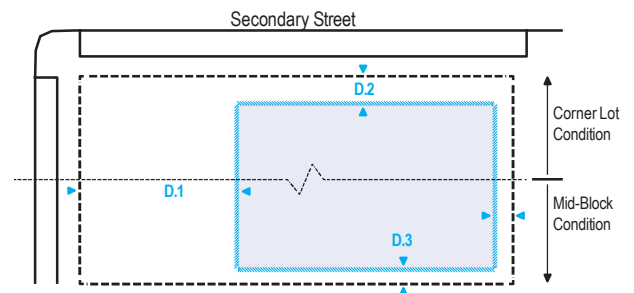 Secondary Street
D.2
Corner Lot
Condition
D.1
Mid-Block
Condition
D.3